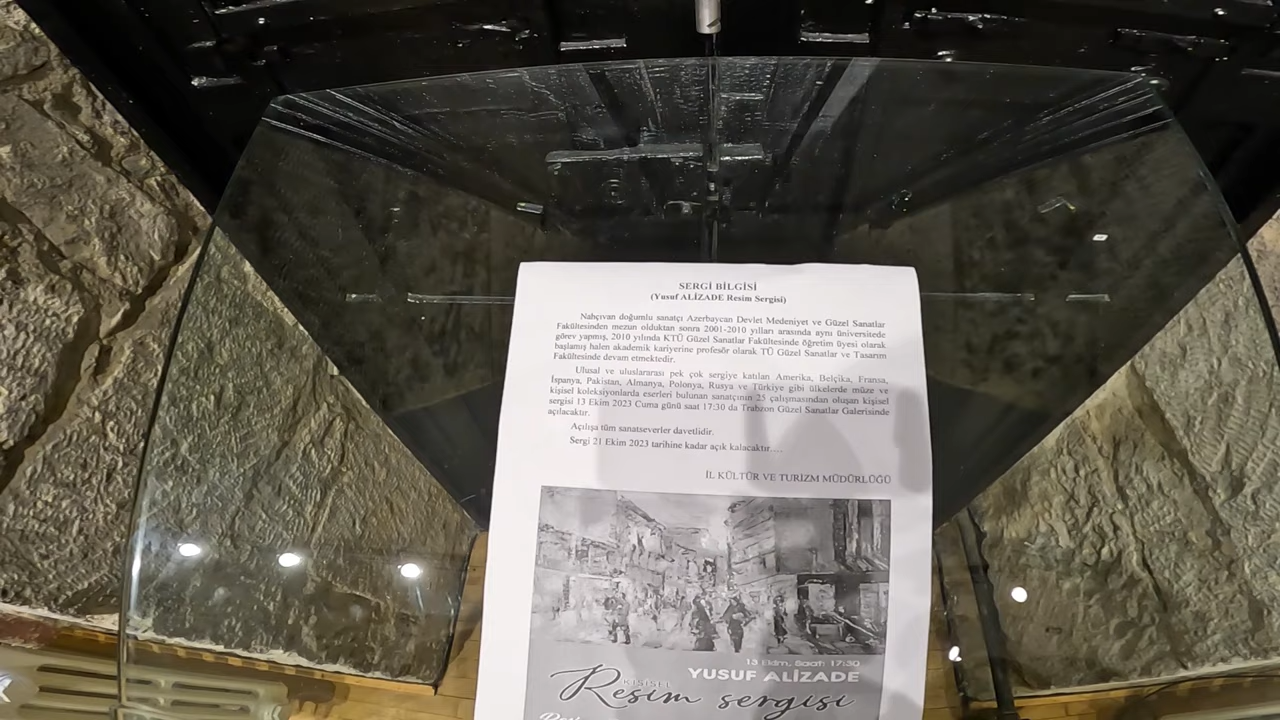 SERGİ BİLGİSİ
(Yusuf ALİZADE Resim Sergisi)
Nahçıvan doğumlu sanatçı Azerbaycan Devlet Medeniyet ve Güzel Sanatlar
Fakültesinden mezun olduktan sonra 2001-2010 yılları arasında aynı üniversitede
görev yapmış, 2010 yılında KTÜ Güzel Sanatlar Fakültesinde öğretim üyesi olarak
başlamış halen akademik kariyerine profesör olarak TÜ Güzel Sanatlar ve Tasarım
Fakültesinde devam etmektedir.
Ulusal ve uluslararası pek çok sergiye katılan Amerika, Belçika, Fransa,
İspanya, Pakistan, Almanya, Polonya, Rusya ve Türkiye gibi ülkelerde müze ve
kişisel koleksiyonlarda eserleri bulunan sanatçının 25 çalışmasından oluşan kişisel
sergisi 13 Ekim 2023 Cuma günü saat 17:30 da Trabzon Güzel Sanatlar Galerisinde
açılacaktır.
Açılışa tüm sanatseverler davetlidir.
Sergi 21 Ekim 2023 tarihine kadar açık kalacaktır….
İL KÜLTÜR VE TURİZM MÜDÜRLÜĞÜ
13 Ekim, Saat: 17:30
YUSUF ALİZADE
KİŞİSEL
Resim sergisi